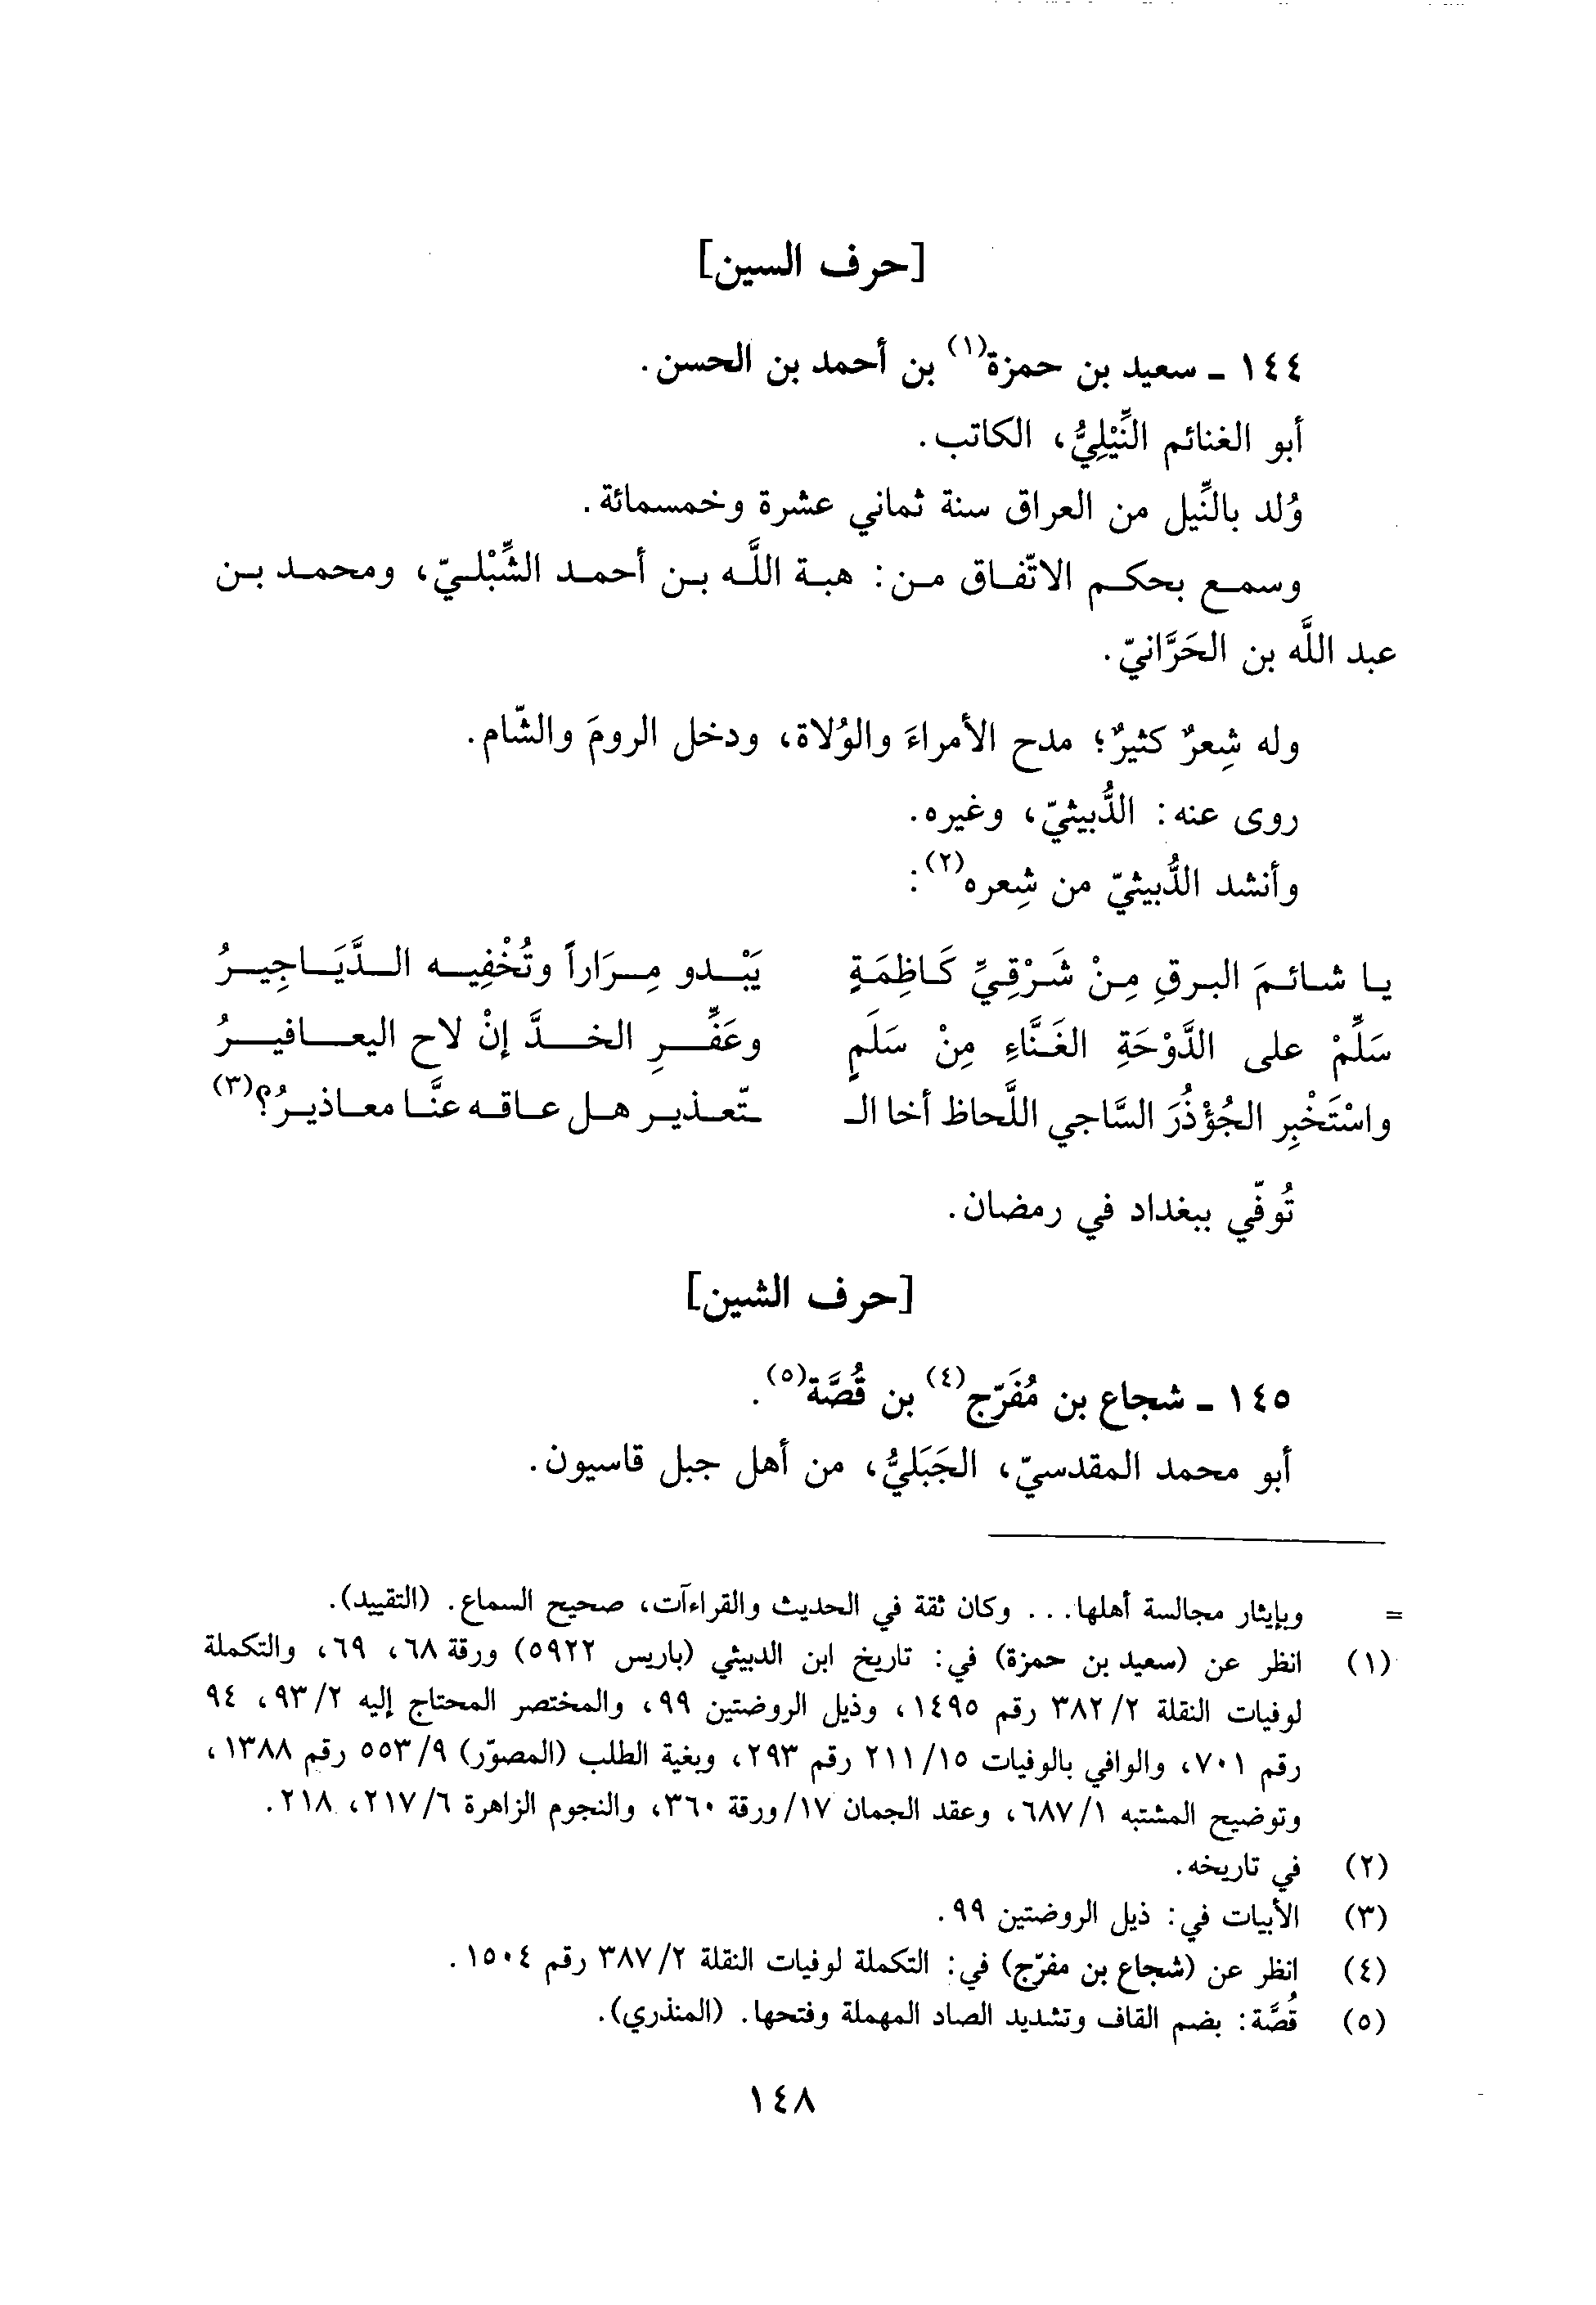 [حرف السين]
١٤٤ ـ سعيد بن حمزة(١) بن أحمد بن الحسن.
أبو الغنائم النِّيْلِيُّ، الكاتب.
وُلد بالنِّيل من العراق سنة ثماني عشرة وخمسمائة.
وسمع بحكم الاتّفاق من: هبة اللَّه بن أحمد الشِّبْليّ، ومحمد بن
عبد اللَّه بن الحَرَّانيّ.
وله شِعرٌ كثيرٌ؛ مدح الأمراءَ والوُلاة، ودخل الرومَ والشّام.
روى عنه: الدُّبيثيّ، وغيره.
وأنشد الدُّبيثيّ من شِعره(٢):
يا شائمَ البرقِ مِنْ شَرْقِيِّ كَاظِمَةٍ يَبْدو مِرَاراً وتُخْفِيه الدَّيَاجِيرُ
سَلِّمْ على الدَّوْحَةِ الغَنَّاءِ مِنْ سَلَمٍ وعَفِّرِ الخدَّ إنْ لاح اليعافيرُ
واسْتَخْبِرِ الجُؤْذُرَ السَّاجي اللَّحاظ أخا الـ ـتّعذير هل عاقه عنَّا معاذيرُ؟(٣)
تُوفّي ببغداد في رمضان.
[حرف الشين]
١٤٥ ـ شجاع بن مُفَرّج(٤) بن قُصَّة(٥).
أبو محمد المقدسيّ، الجَبَليُّ، من أهل جبل قاسيون.
= وبإيثار مجالسة أهلها... وكان ثقة في الحديث والقراءآت، صحيح السماع. (التقييد).
(١) انظر عن (سعيد بن حمزة) في: تاريخ ابن الدبيثي (باريس ٥٩٢٢) ورقة ٦٨، ٦٩، والتكملة
لوفيات النقلة ٢/ ٣٨٢ رقم ١٤٩٥، وذيل الروضتين ٩٩، والمختصر المحتاج إليه ٢/ ٩٣، ٩٤
رقم ٧٠١، والوافي بالوفيات ١٥/ ٢١١ رقم ٢٩٣، وبغية الطلب (المصوّر) ٩/ ٥٥٣ رقم ١٣٨٨،
وتوضيح المشتبه ١/ ٦٨٧، وعقد الجمان ١٧/ ورقة ٣٦٠، والنجوم الزاهرة ٦/ ٢١٧، ٢١٨.
(٢) في تاريخه.
(٣) الأبيات في: ذيل الروضتين ٩٩.
(٤) انظر عن (شجاع بن مفرّج) في: التكملة لوفيات النقلة ٢/ ٣٨٧ رقم ١٥٠٤.
(٥) قُصَّة: بضم القاف وتشديد الصاد المهملة وفتحها. (المنذري).
١٤٨